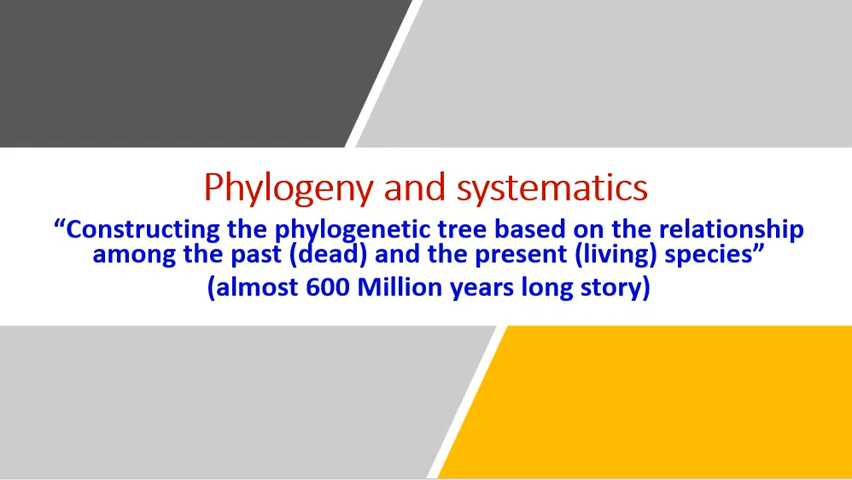 Phylogeny and systematics
“Constructing the phylogenetic tree based on the relationship
among the past (dead) and the present (living) species”
(almost 600 Million years long story)